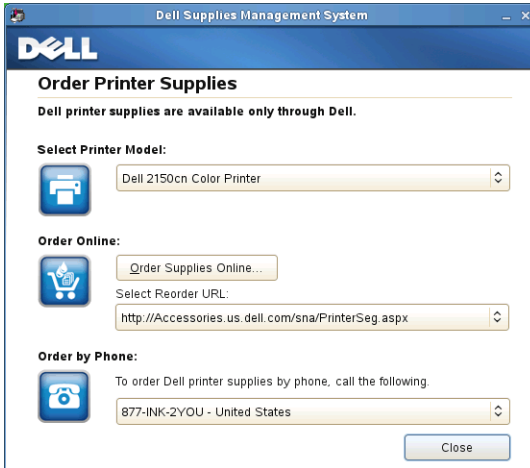 Dell Supplies Management System
DELL
Order Printer Supplies
Dell printer supplies are available only through Dell.
Select Printer Model:
Dell 2150cn Color Printer
Order Online:
Order Supplies Online...
Select Reorder URL:
http://Accessories.us.dell.com/sna/PrinterSeg.aspx
Order by Phone:
To order Dell printer supplies by phone, call the following.
877-INK-2YOU - United States
Close